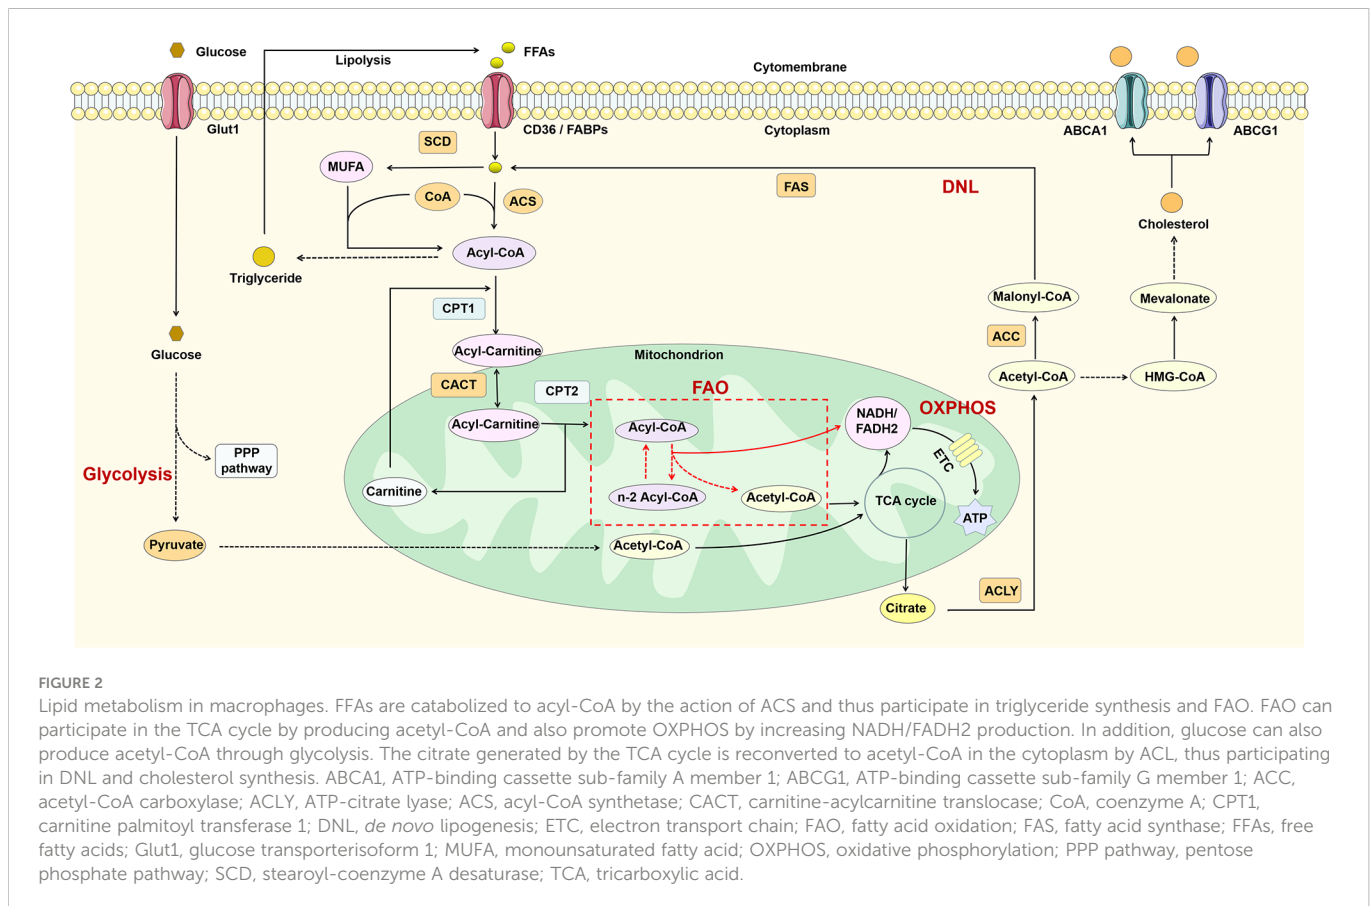 Glucose
Lipolysis
FFAs
Cytomembrane
Glut1
CD36 / FABPs
Cytoplasm
ABCA1
ABCG1
SCD
MUFA
FAS
DNL
CoA
ACS
Cholesterol
Acyl-CoA
Triglyceride
Malonyl-CoA
Mevalonate
CPT1
ACC
Glucose
Acyl-Carnitine
Mitochondrion
CACT
CPT2
FAO
Acetyl-CoA
HMG-CoA
OXPHOS
NADH/
FADH2
Acyl-Carnitine
Acyl-CoA
ETC
PPP
pathway
Glycolysis
Carnitine
n-2 Acyl-CoA
Acetyl-CoA
TCA cycle
ATP
Pyruvate
Acetyl-CoA
ACLY
Citrate
FIGURE 2
Lipid metabolism in macrophages. FFAs are catabolized to acyl-CoA by the action of ACS and thus participate in triglyceride synthesis and FAO. FAO can
participate in the TCA cycle by producing acetyl-CoA and also promote OXPHOS by increasing NADH/FADH2 production. In addition, glucose can also
produce acetyl-CoA through glycolysis. The citrate generated by the TCA cycle is reconverted to acetyl-CoA in the cytoplasm by ACL, thus participating
in DNL and cholesterol synthesis. ABCA1, ATP-binding cassette sub-family A member 1; ABCG1, ATP-binding cassette sub-family G member 1; ACC,
acetyl-CoA carboxylase; ACLY, ATP-citrate lyase; ACS, acyl-CoA synthetase; CACT, carnitine-acylcarnitine translocase; CoA, coenzyme A; CPT1,
carnitine palmitoyl transferase 1; DNL, de novo lipogenesis; ETC, electron transport chain; FAO, fatty acid oxidation; FAS, fatty acid synthase; FFAs, free
fatty acids; Glut1, glucose transporterisoform 1; MUFA, monounsaturated fatty acid; OXPHOS, oxidative phosphorylation; PPP pathway, pentose
phosphate pathway; SCD, stearoyl-coenzyme A desaturase; TCA, tricarboxylic acid.